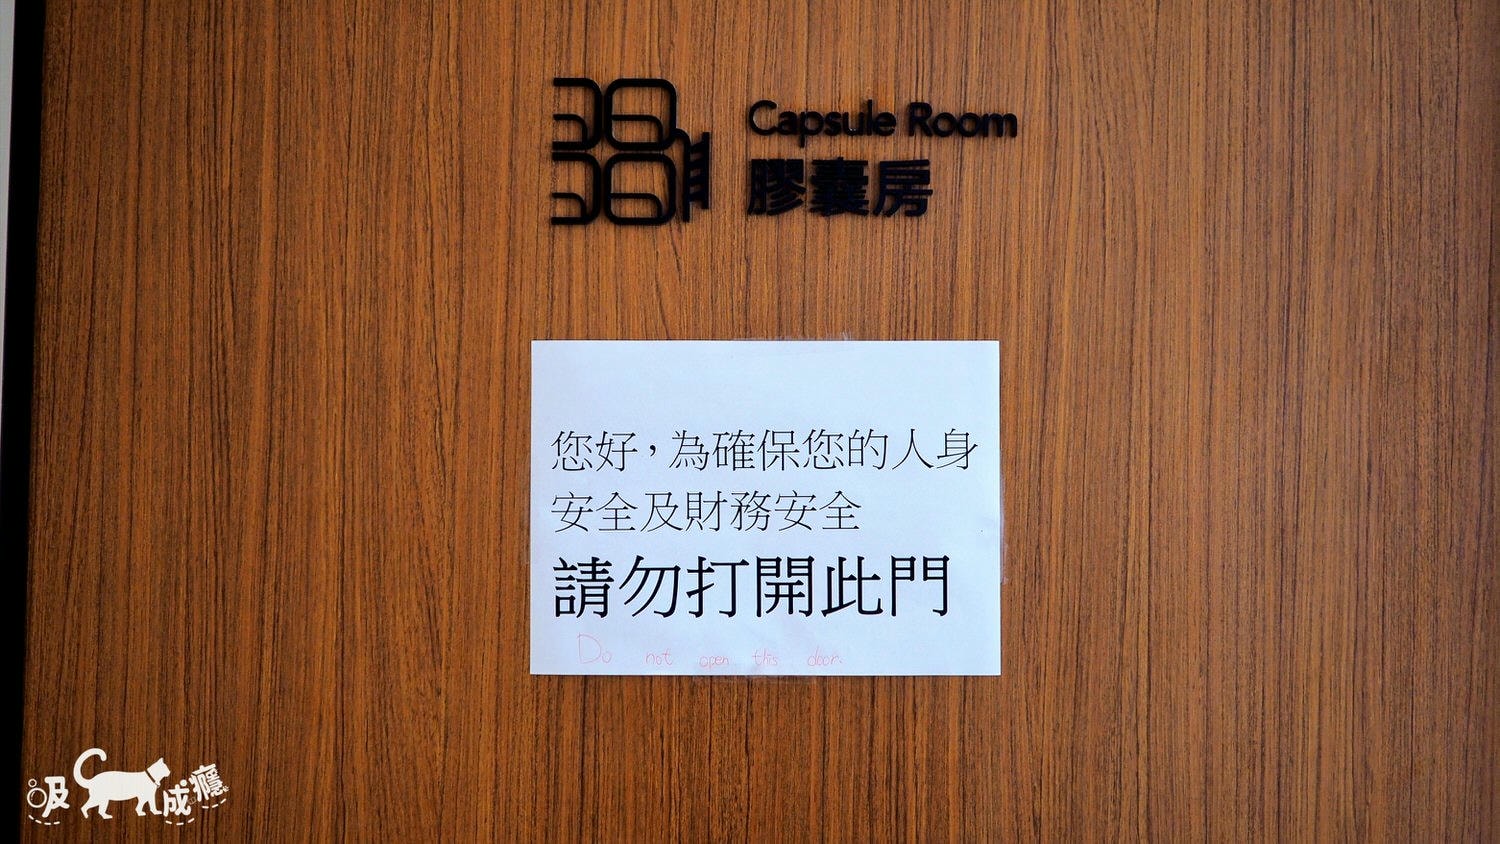 Capsule Room
膠囊房
您好，為確保您的人身
安全及財務安全
請勿打開此門
Do not open this door.
吸 成癮